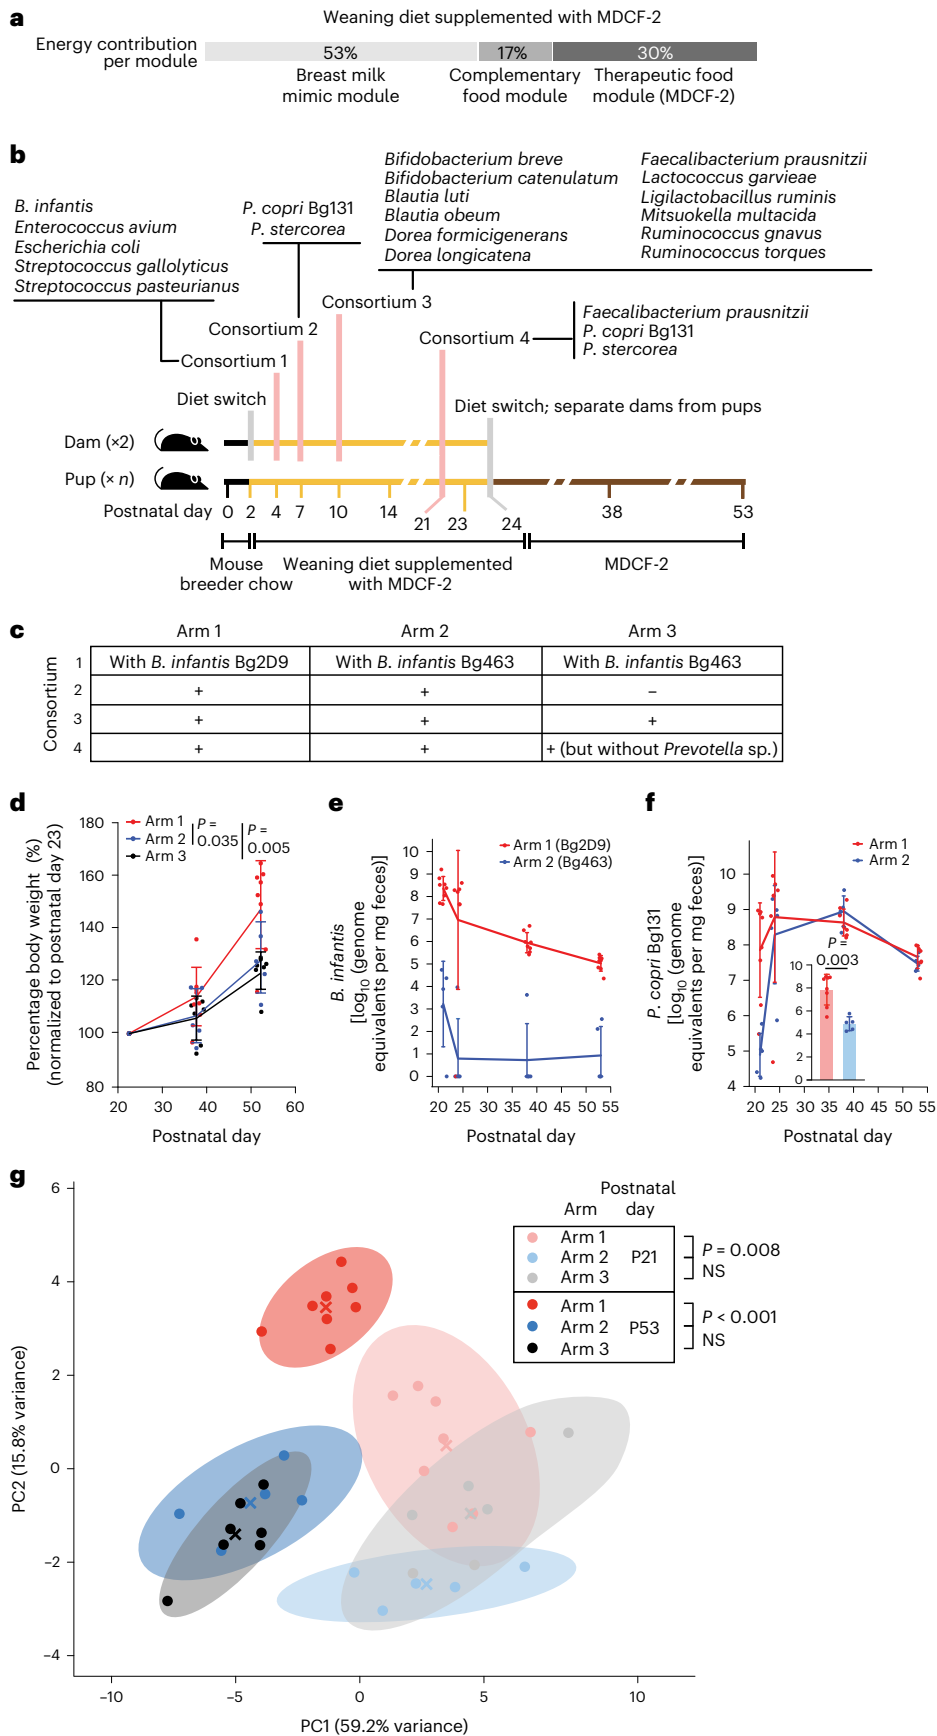 a
Weaning diet supplemented with MDCF-2
Energy contribution
per module
53%
17%
30%
Breast milk
mimic module
Complementary
food module
Therapeutic food
module (MDCF-2)
b
B. infantis
Enterococcus avium
Escherichia coli
Streptococcus gallolyticus
Streptococcus pasteurianus
P. copri Bg131
P. stercorea
Bifidobacterium breve
Bifidobacterium catenulatum
Blautia luti
Blautia obeum
Dorea formicigenerans
Dorea longicatena
Faecalibacterium prausnitzii
Lactococcus garvieae
Ligilactobacillus ruminis
Mitsuokella multacida
Ruminococcus gnavus
Ruminococcus torques
Consortium 3
Consortium 2
Consortium 1
Consortium 4
Faecalibacterium prausnitzii
P. copri Bg131
P. stercorea
Diet switch
Diet switch; separate dams from pups
Dam (×2)
Pup (× n)
Postnatal day
0 2 4 7 10 14 21 23 24 38 53
Mouse
breeder chow
Weaning diet supplemented
with MDCF-2
MDCF-2
c
Arm 1 Arm 2 Arm 3
Consortium
1 With B. infantis Bg2D9 With B. infantis Bg463 With B. infantis Bg463
2 + + −
3 + + +
4 + + + (but without Prevotella sp.)
d
Percentage body weight (%)
(normalized to postnatal day 23)
180
160
140
120
100
80
Arm 1
Arm 2
Arm 3
P =
0.035
P =
0.005
20 30 40 50 60
Postnatal day
e
B. infantis
[log10 (genome
equivalents per mg feces)]
10
9
8
7
6
5
4
3
2
1
0
Arm 1 (Bg2D9)
Arm 2 (Bg463)
20 25 30 35 40 45 50 55
Postnatal day
f
P. copri Bg131
[log10 (genome
equivalents per mg feces)]
10
9
8
7
6
5
4
Arm 1
Arm 2
P =
0.003
10
8
6
4
2
0
20 25 30 35 40 45 50 55
Postnatal day
g
PC2 (15.8% variance)
6
4
2
0
−2
−4
Arm
Postnatal
day
Arm 1
Arm 2
Arm 3
P21
P = 0.008
NS
Arm 1
Arm 2
Arm 3
P53
P < 0.001
NS
−10 −5 0 5 10
PC1 (59.2% variance)